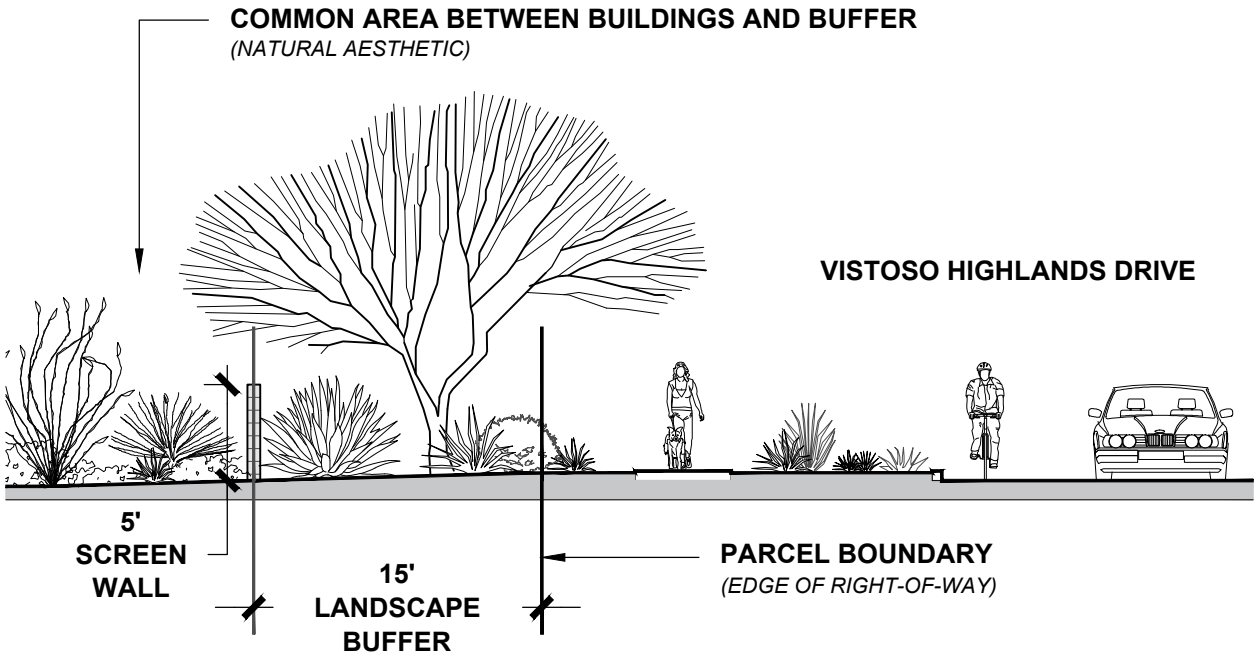 COMMON AREA BETWEEN BUILDINGS AND BUFFER
(NATURAL AESTHETIC)
VISTOSO HIGHLANDS DRIVE
5'
SCREEN
WALL
15'
LANDSCAPE
BUFFER
PARCEL BOUNDARY
(EDGE OF RIGHT-OF-WAY)